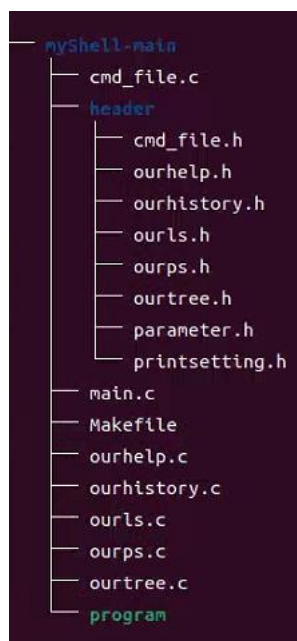 myShell-main
cmd_file.c
header
cmd_file.h
ourhelp.h
ourhistory.h
ourls.h
ourps.h
ourtree.h
parameter.h
printsetting.h
main.c
Makefile
ourhelp.c
ourhistory.c
ourls.c
ourps.c
ourtree.c
program